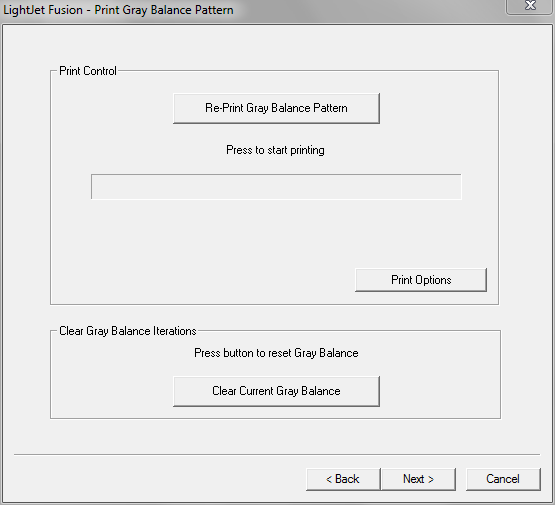 LightJet Fusion - Print Gray Balance Pattern
Print Control
Re-Print Gray Balance Pattern
Press to start printing
Print Options
Clear Gray Balance Iterations
Press button to reset Gray Balance
Clear Current Gray Balance
< Back Next > Cancel